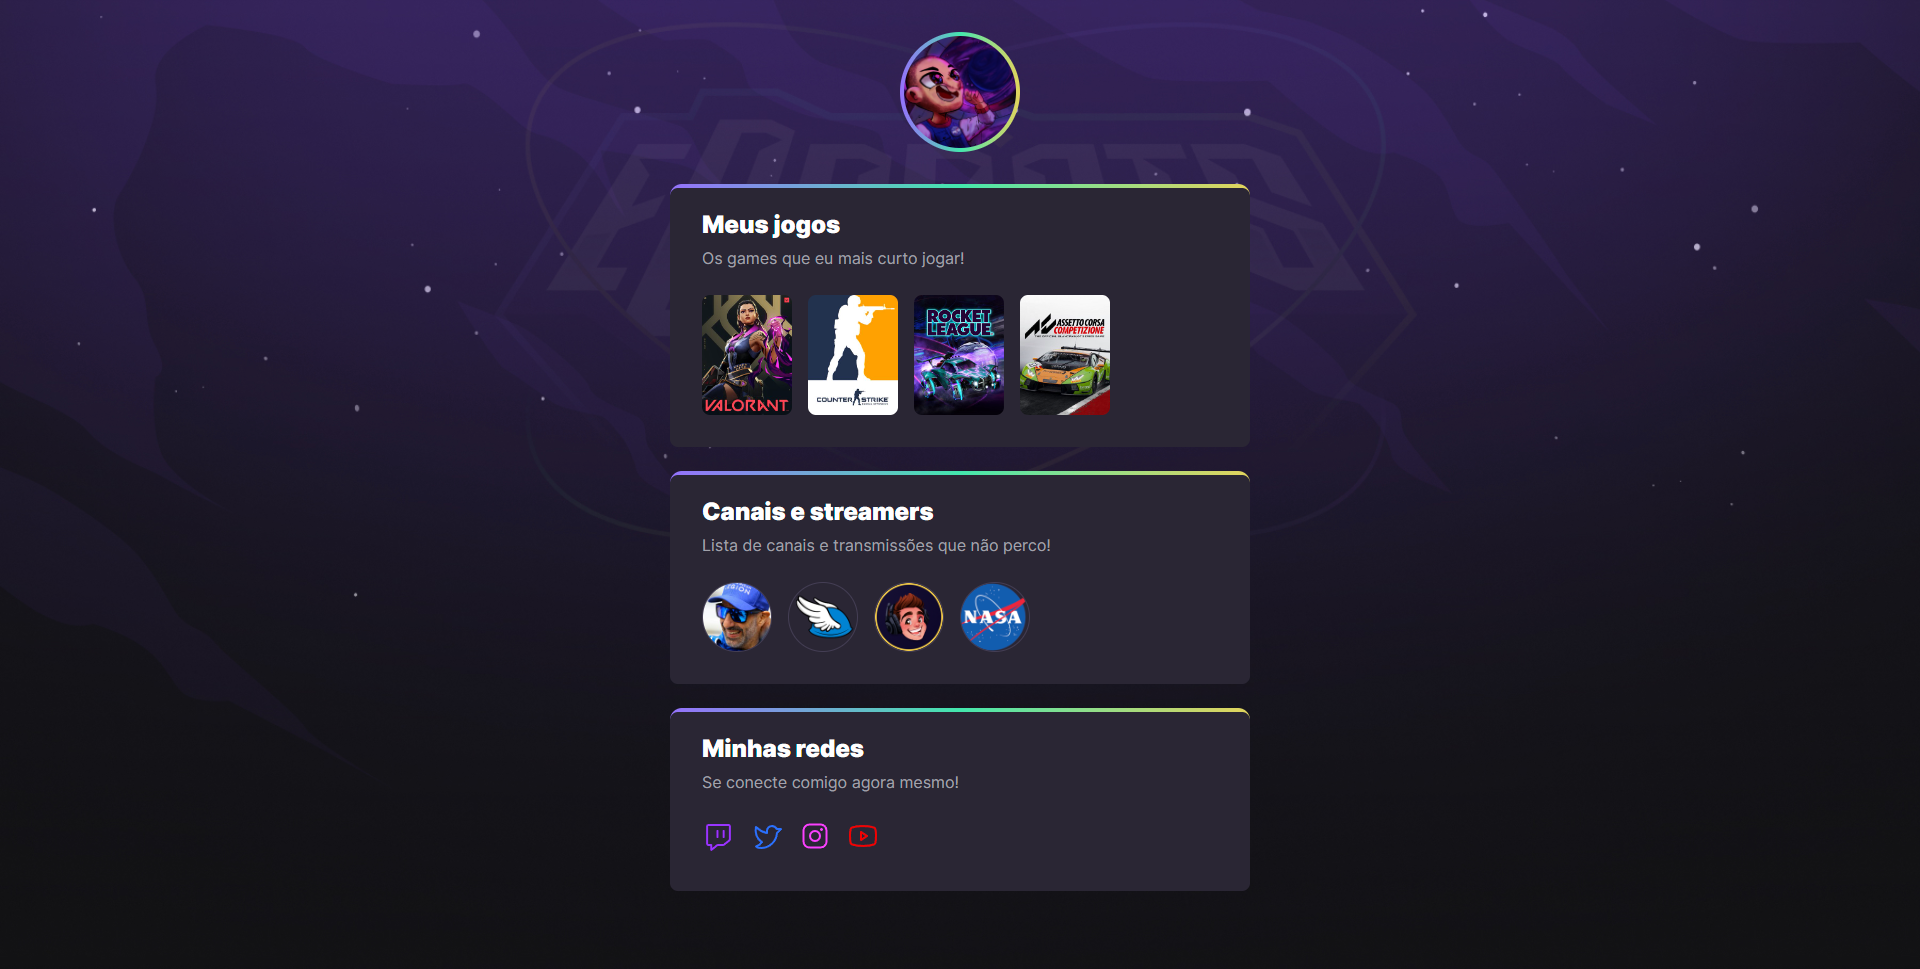 ESPORTS
Meus jogos
Os games que eu mais curto jogar!
VALORANT
COUNTER STRIKE
ROCKET
LEAGUE
ASSETTO CORSA
COMPETIZIONE
Canais e streamers
Lista de canais e transmissões que não perco!
NASA
Minhas redes
Se conecte comigo agora mesmo!